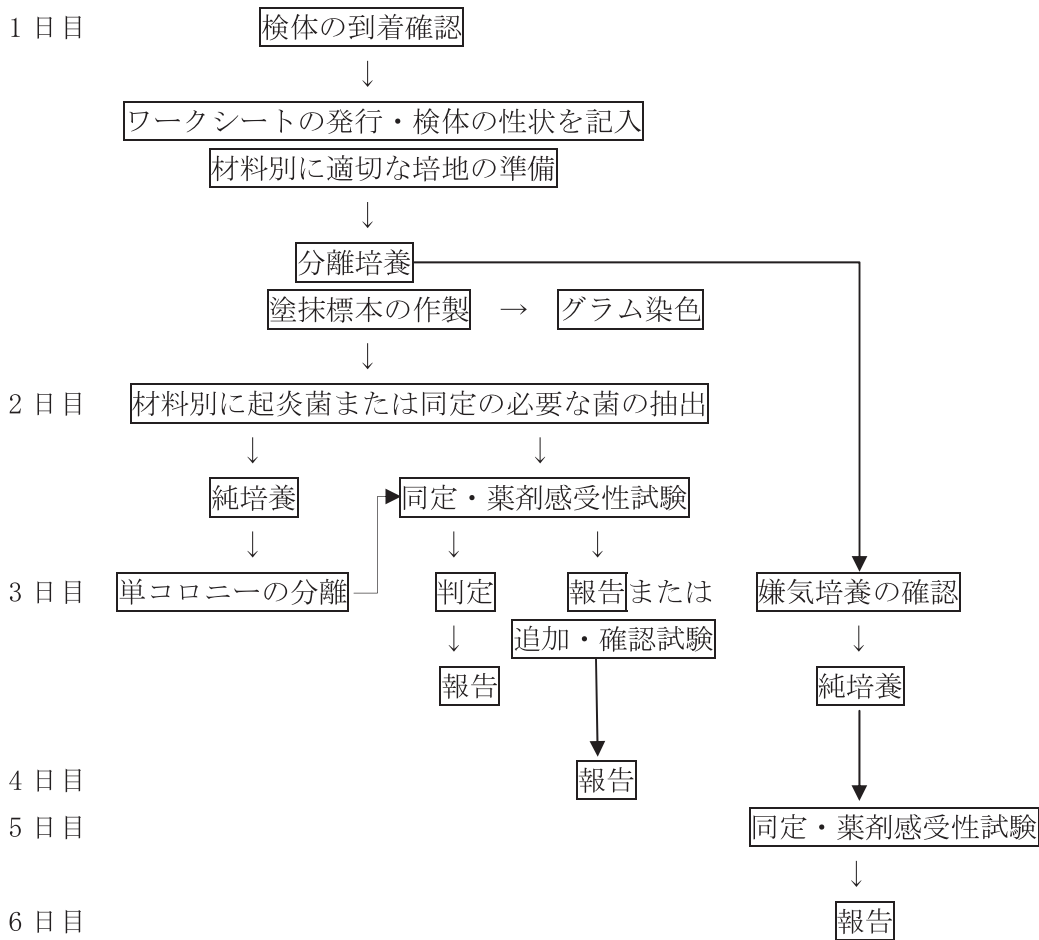 1 日目 検体の到着確認
↓
ワークシートの発行・検体の性状を記入
材料別に適切な培地の準備
↓
分離培養
塗抹標本の作製 → グラム染色
↓
2 日目 材料別に起炎菌または同定の必要な菌の抽出
↓ ↓
純培養 同定・薬剤感受性試験
↓ ↓ ↓
3 日目 単コロニーの分離 判定 報告または 嫌気培養の確認
↓ 追加・確認試験 ↓
報告 純培養
4 日目 報告
5 日目 同定・薬剤感受性試験
↓
6 日目 報告